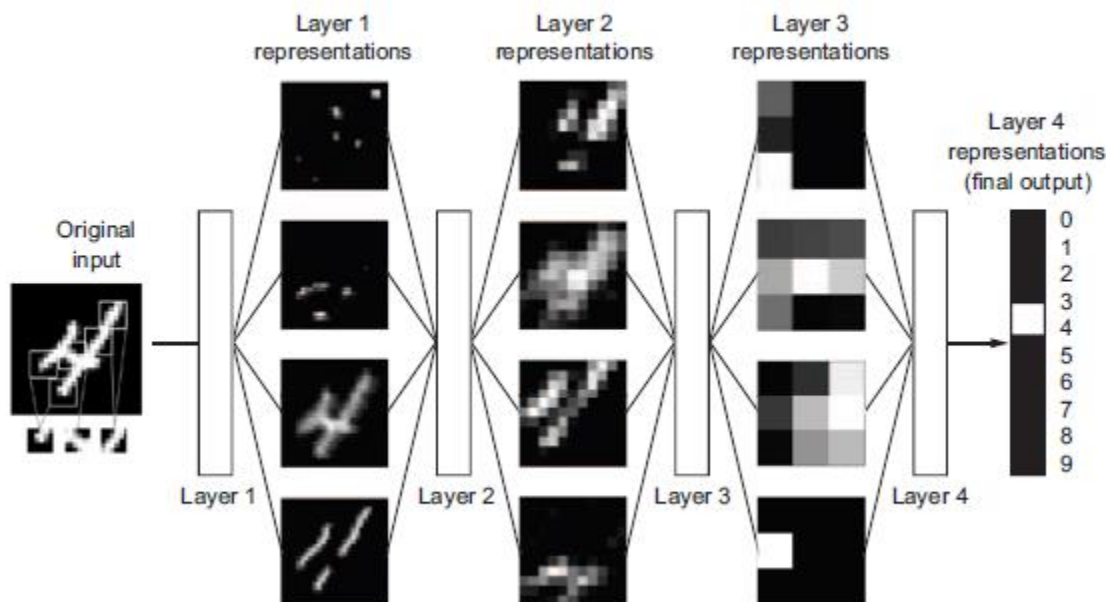 Layer 1
representations
Layer 2
representations
Layer 3
representations
Layer 4
representations
(final output)
Original
input
0
1
2
3
4
5
6
7
8
9
Layer 1
Layer 2
Layer 3
Layer 4